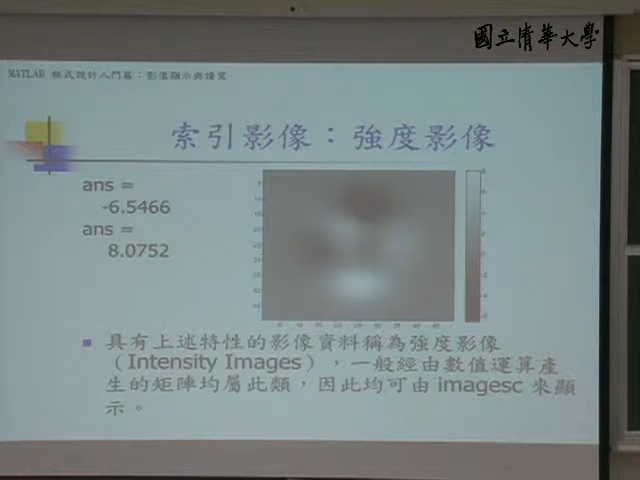 國立清華大學
MATLAB 程式設計入門篇：影像顯示與讀寫
索引影像：強度影像
ans =
-6.5466
ans =
8.0752
具有上述特性的影像資料稱為強度影像
（Intensity Images），一般經由數值運算產
生的矩陣均屬此類，因此均可由 imagesc 來顯
示。